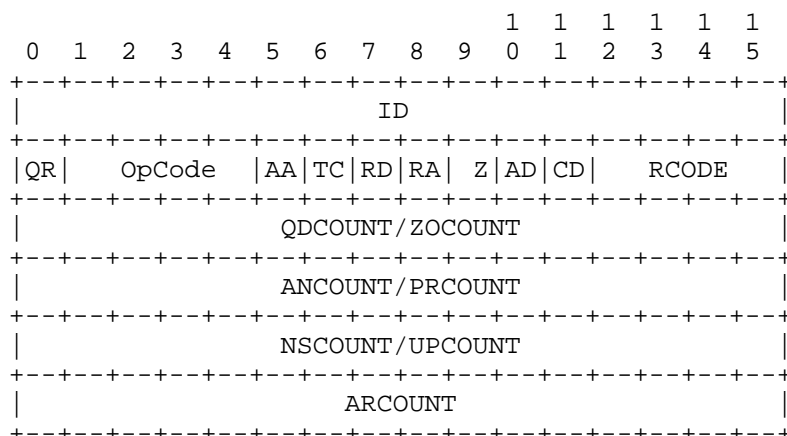 1  1  1  1  1  1
  0  1  2  3  4  5  6  7  8  9  0  1  2  3  4  5
+--+--+--+--+--+--+--+--+--+--+--+--+--+--+--+--+
|                      ID                       |
+--+--+--+--+--+--+--+--+--+--+--+--+--+--+--+--+
|QR|   OpCode  |AA|TC|RD|RA| Z|AD|CD|   RCODE   |
+--+--+--+--+--+--+--+--+--+--+--+--+--+--+--+--+
|                QDCOUNT/ZOCOUNT                |
+--+--+--+--+--+--+--+--+--+--+--+--+--+--+--+--+
|                ANCOUNT/PRCOUNT                |
+--+--+--+--+--+--+--+--+--+--+--+--+--+--+--+--+
|                NSCOUNT/UPCOUNT                |
+--+--+--+--+--+--+--+--+--+--+--+--+--+--+--+--+
|                    ARCOUNT                    |
+--+--+--+--+--+--+--+--+--+--+--+--+--+--+--+--+